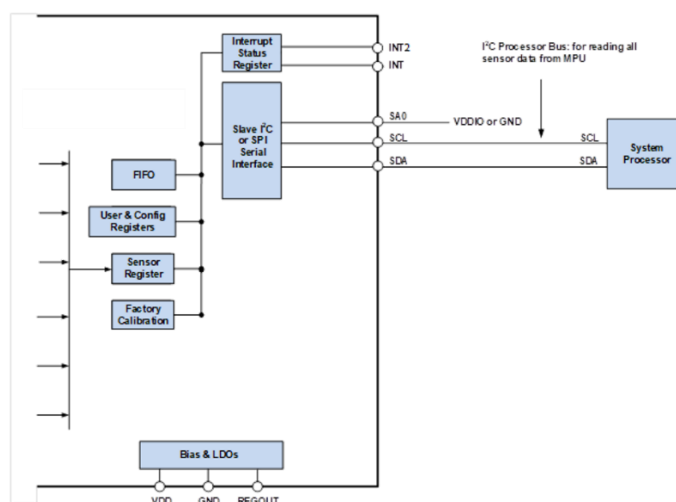 Interrupt
Status
Register
INT2
INT
I²C Processor Bus: for reading all
sensor data from MPU
Slave I²C
or SPI
Serial
Interface
SA0
VDDIO or GND
SCL
SCL
SDA
SDA
System
Processor
FIFO
User & Config
Registers
Sensor
Register
Factory
Calibration
Bias & LDOs
VDD
GND
REGOUT